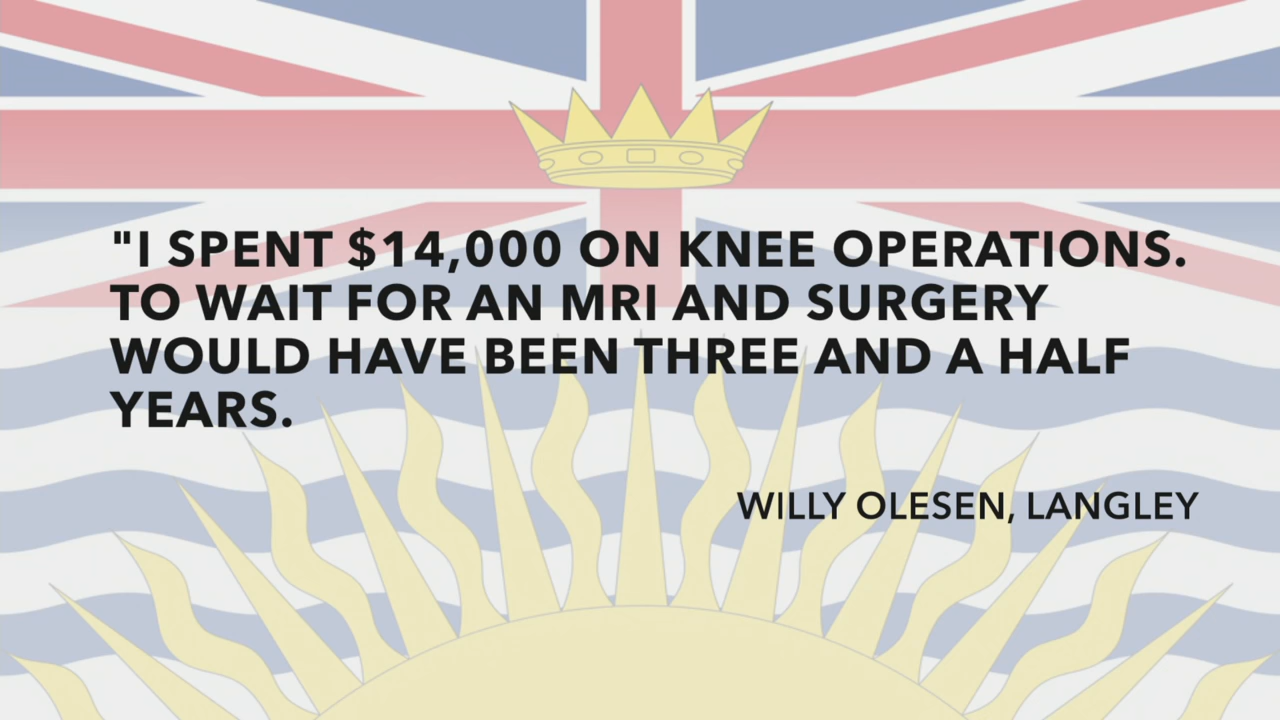 "I SPENT $14,000 ON KNEE OPERATIONS.
TO WAIT FOR AN MRI AND SURGERY
WOULD HAVE BEEN THREE AND A HALF
YEARS.
WILLY OLESEN, LANGLEY